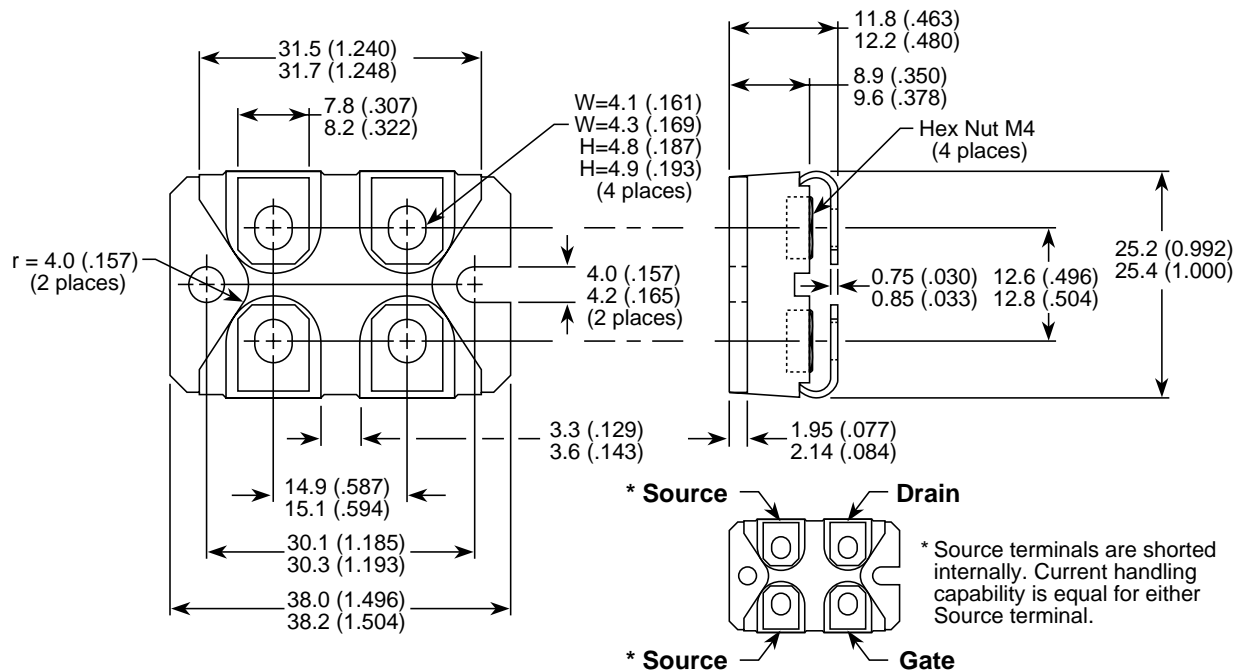 11.8 (.463)
12.2 (.480)
31.5 (1.240)
31.7 (1.248)
8.9 (.350)
9.6 (.378)
7.8 (.307)
8.2 (.322)
W=4.1 (.161)
W=4.3 (.169)
H=4.8 (.187)
H=4.9 (.193)
(4 places)
Hex Nut M4
(4 places)
r = 4.0 (.157)
(2 places)
4.0 (.157)
4.2 (.165)
(2 places)
0.75 (.030)
0.85 (.033)
12.6 (.496)
12.8 (.504)
25.2 (0.992)
25.4 (1.000)
3.3 (.129)
3.6 (.143)
1.95 (.077)
2.14 (.084)
14.9 (.587)
15.1 (.594)
30.1 (1.185)
30.3 (1.193)
38.0 (1.496)
38.2 (1.504)
* Source
Drain
* Source terminals are shorted
internally. Current handling
capability is equal for either
Source terminal.
* Source
Gate